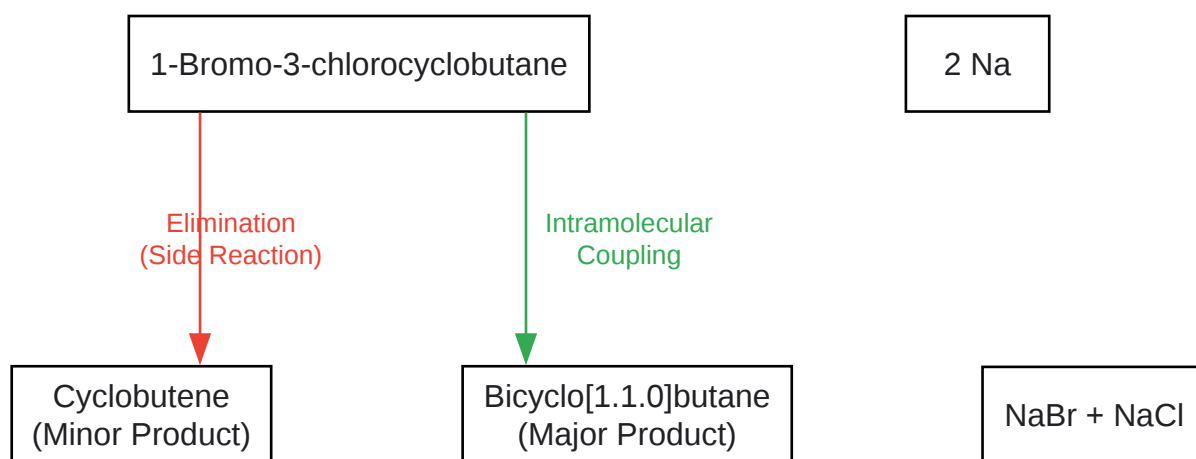 1-Bromo-3-chlorocyclobutane
2 Na
Elimination
(Side Reaction)
Intramolecular
Coupling
Cyclobutene
(Minor Product)
Bicyclo[1.1.0]butane
(Major Product)
NaBr + NaCl